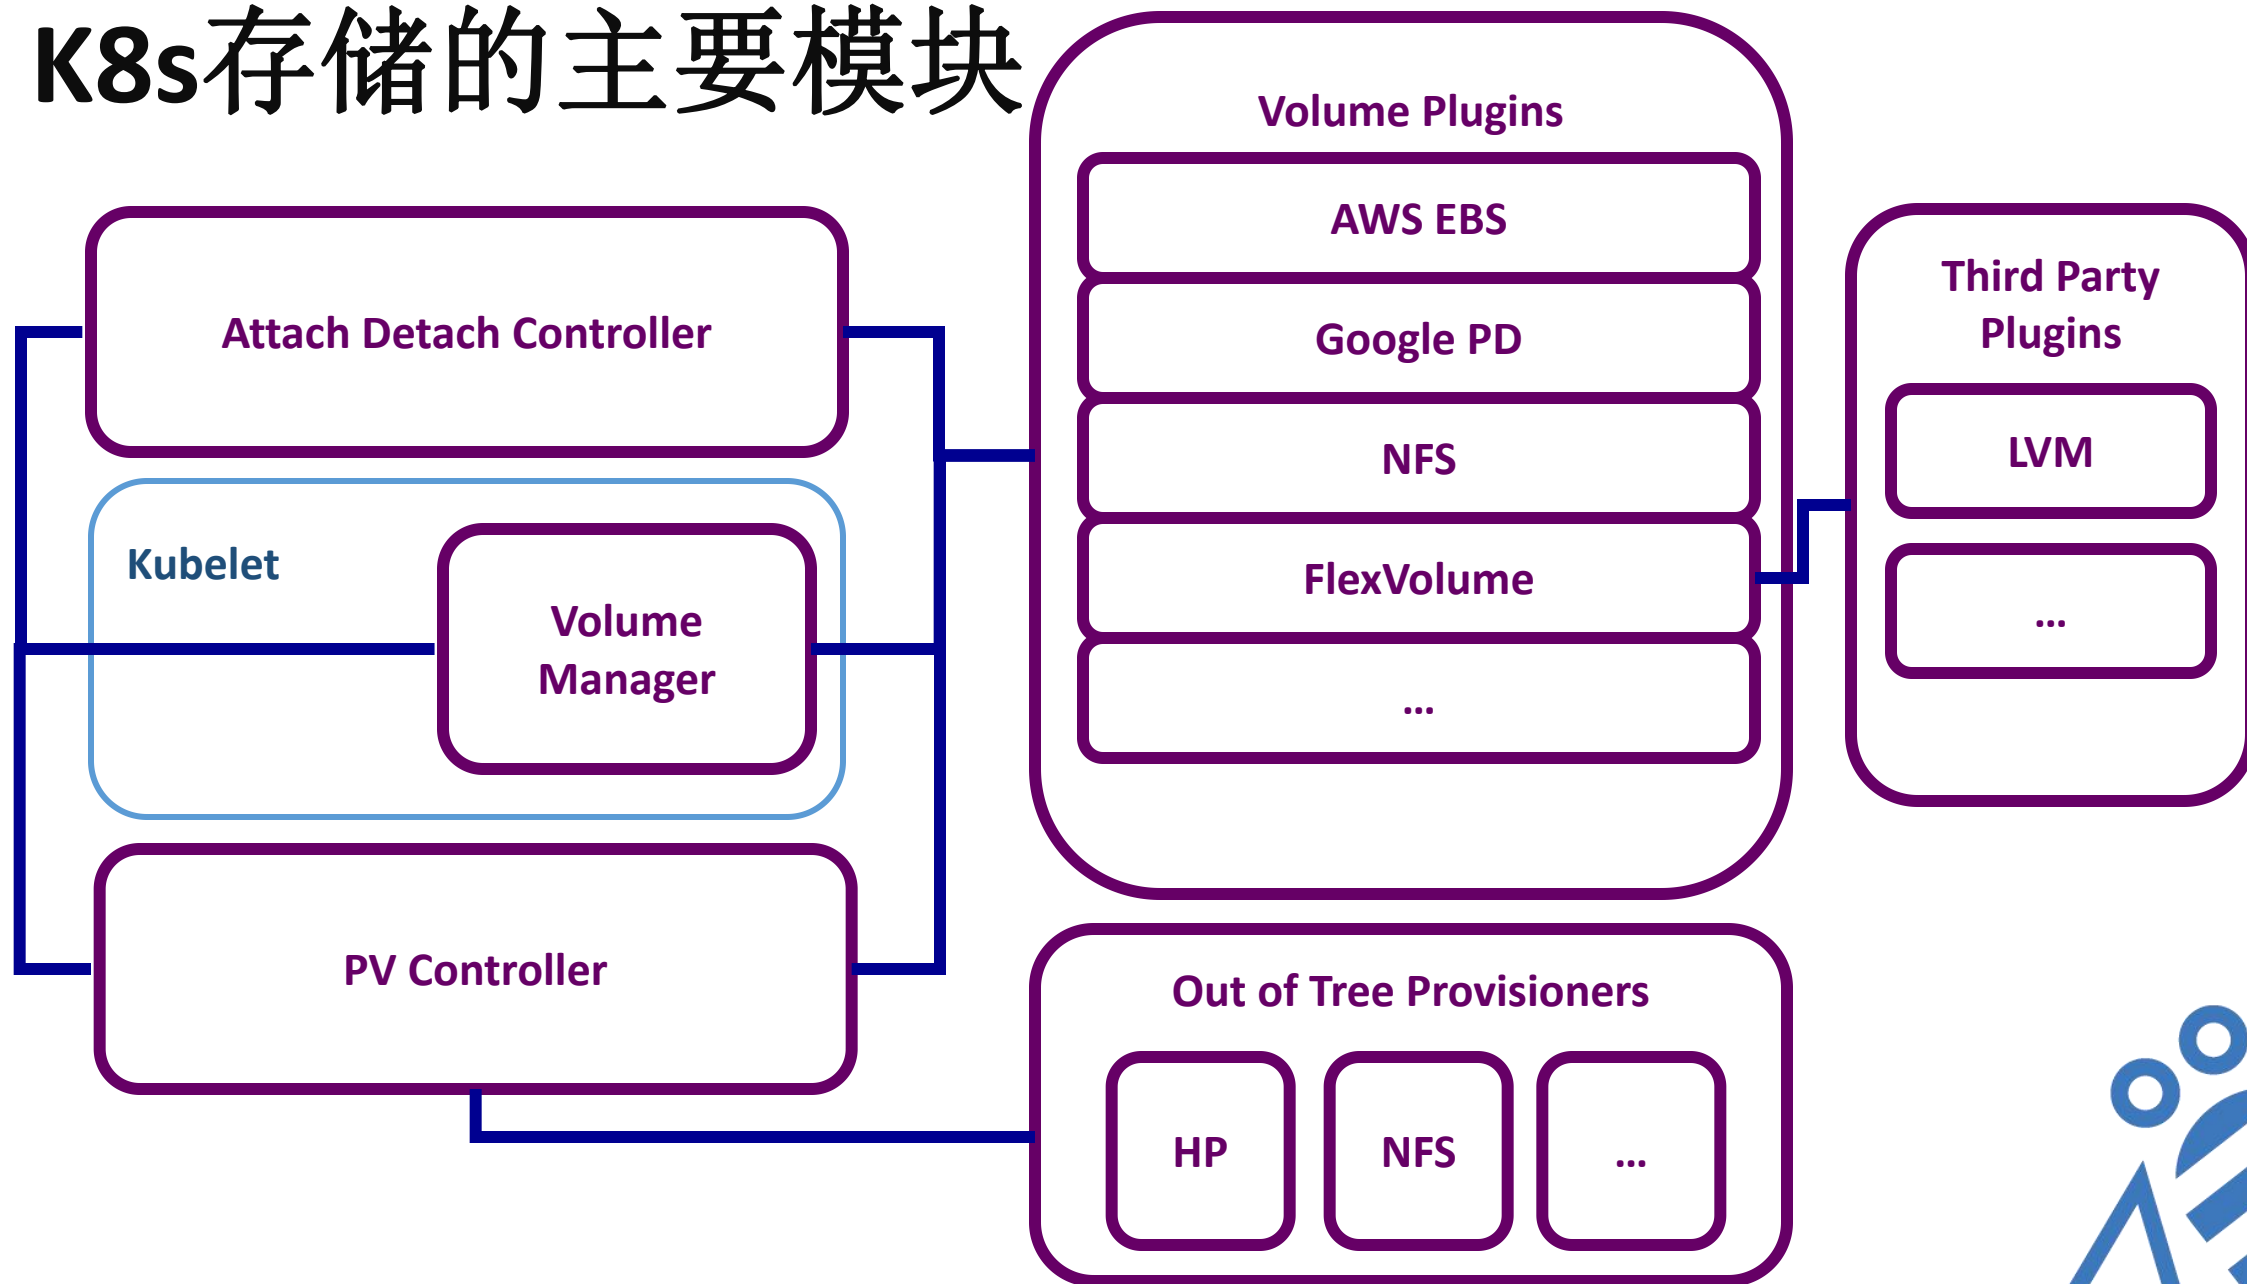 K8s存储的主要模块
Attach Detach Controller
Kubelet
Volume
Manager
PV Controller
Volume Plugins
AWS EBS
Google PD
NFS
FlexVolume
...
Third Party
Plugins
LVM
...
Out of Tree Provisioners
HP
NFS
...